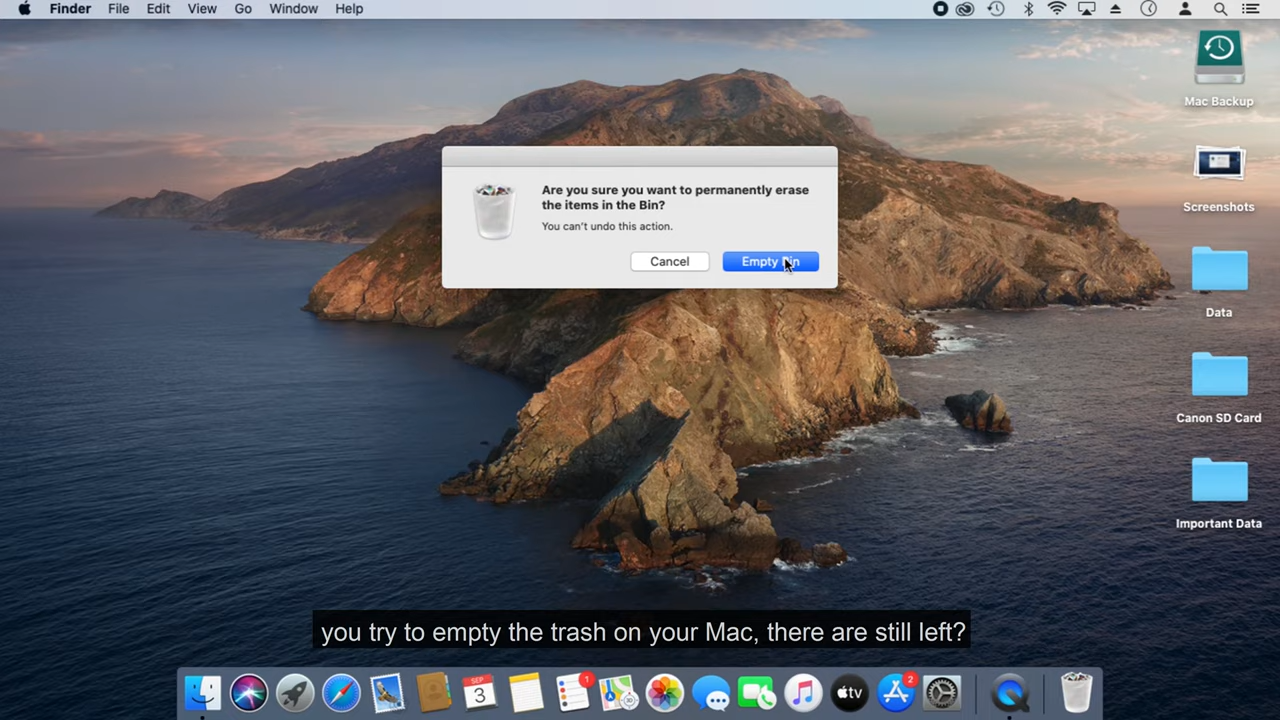 Finder File Edit View Go Window Help
Mac Backup
Screenshots
Data
Canon SD Card
Important Data
Are you sure you want to permanently erase
the items in the Bin?
You can't undo this action.
Cancel Empty Bin
you try to empty the trash on your Mac, there are still left?
SEP
3
1
tv
2